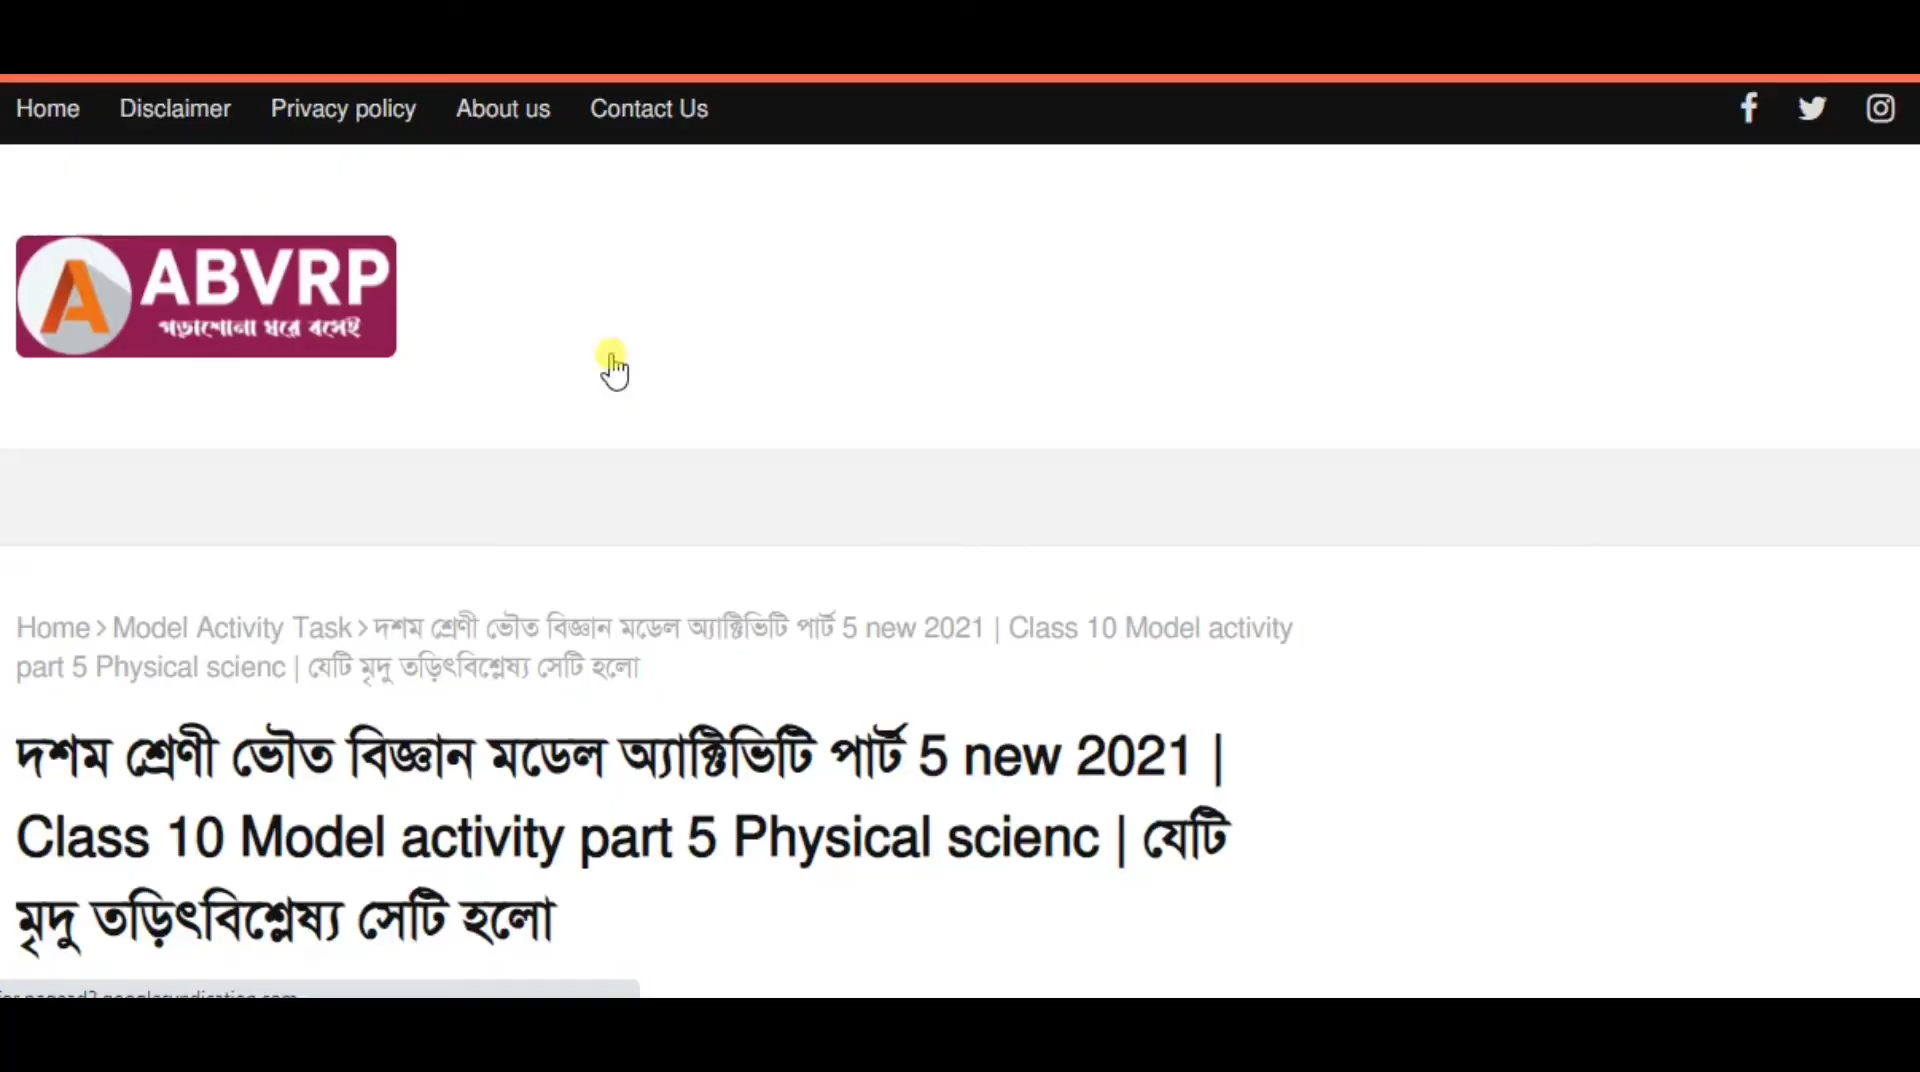 Home Disclaimer Privacy policy About us Contact Us
ABVRP
পড়াশোনা ঘরে বসেই
Home > Model Activity Task > দশম শ্রেণী ভৌত বিজ্ঞান মডেল অ্যাক্টিভিটি পার্ট 5 new 2021 | Class 10 Model activity
part 5 Physical scienc | যেটি মৃদু তড়িৎবিশ্লেষ্য সেটি হলো
দশম শ্রেণী ভৌত বিজ্ঞান মডেল অ্যাক্টিভিটি পার্ট 5 new 2021 |
Class 10 Model activity part 5 Physical scienc | যেটি
মৃদু তড়িৎবিশ্লেষ্য সেটি হলো